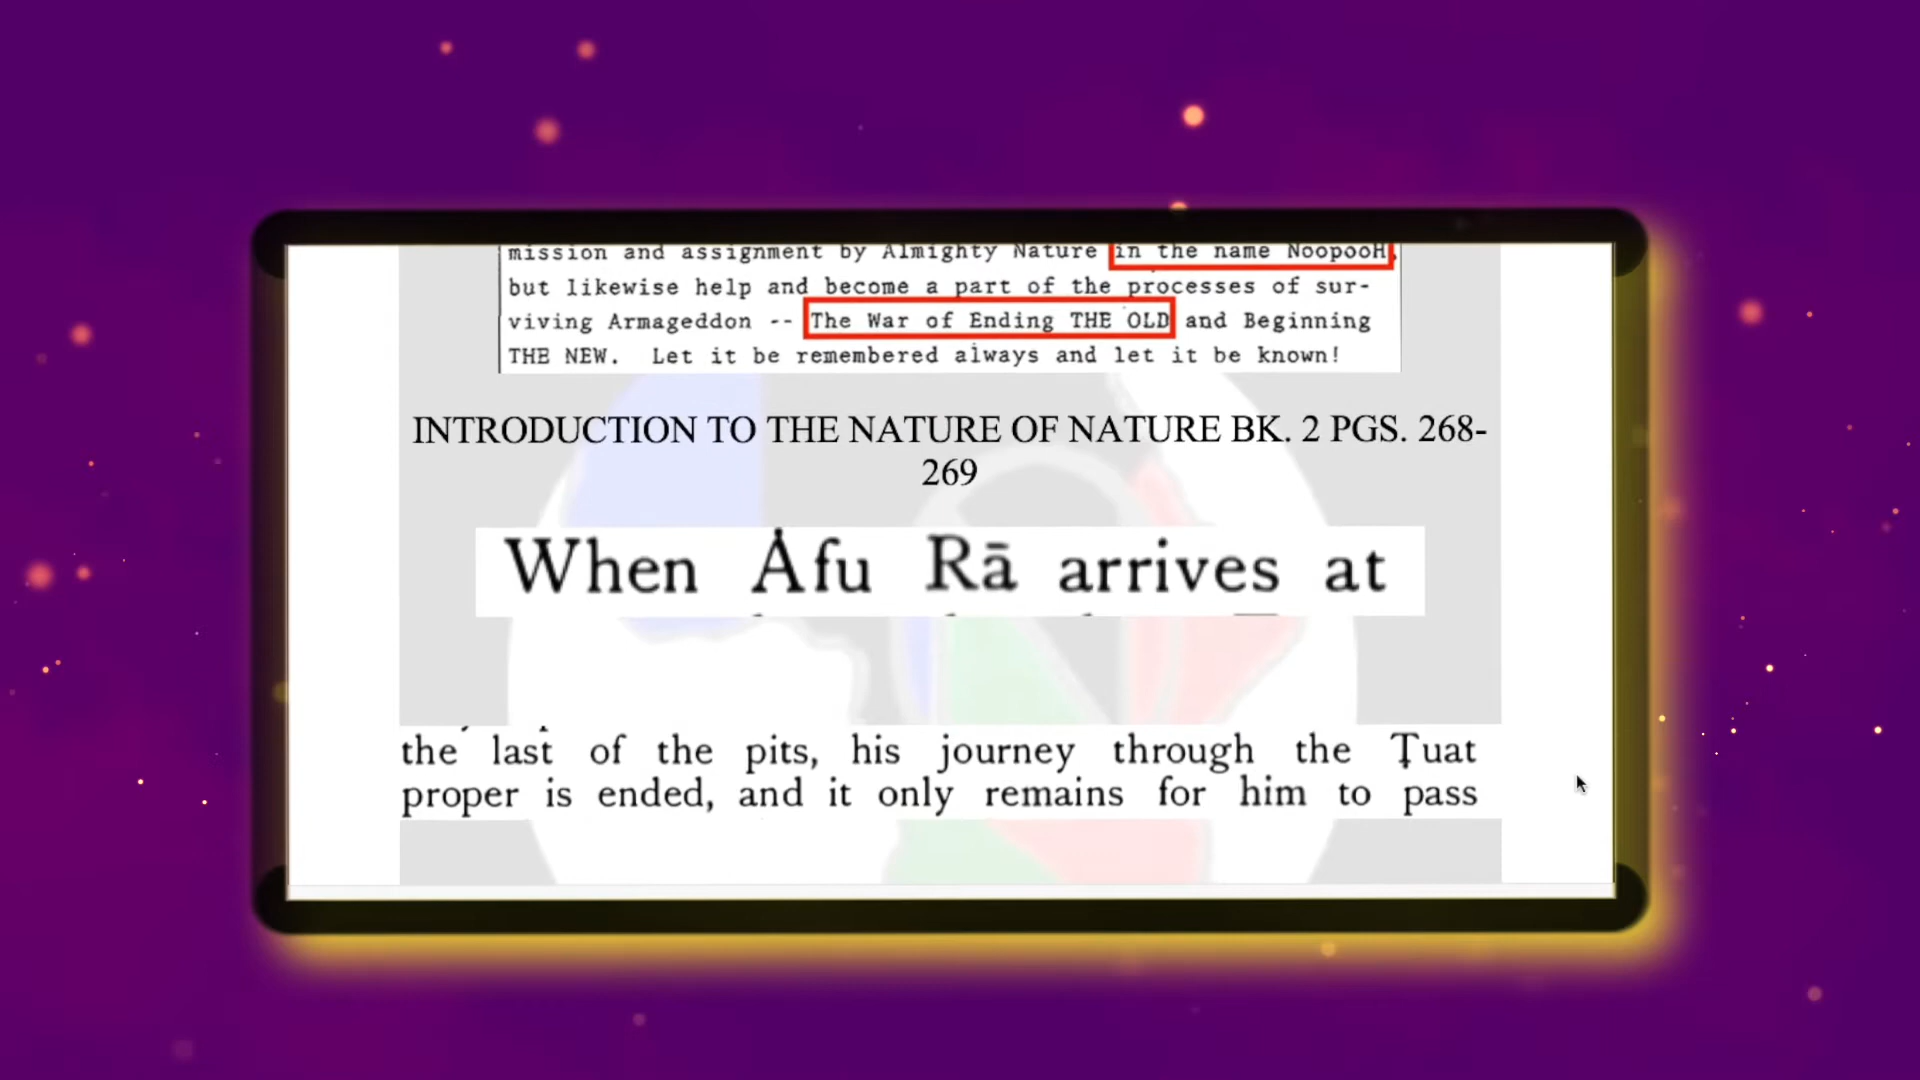 mission and assignment by Almighty Nature in the name NoopooH,
but likewise help and become a part of the processes of sur-
viving Armageddon -- The War of Ending THE OLD and Beginning
THE NEW. Let it be remembered always and let it be known!
INTRODUCTION TO THE NATURE OF NATURE BK. 2 PGS. 268-
269
When Ȧfu Rā arrives at
the last of the pits, his journey through the Ṭuat
proper is ended, and it only remains for him to pass